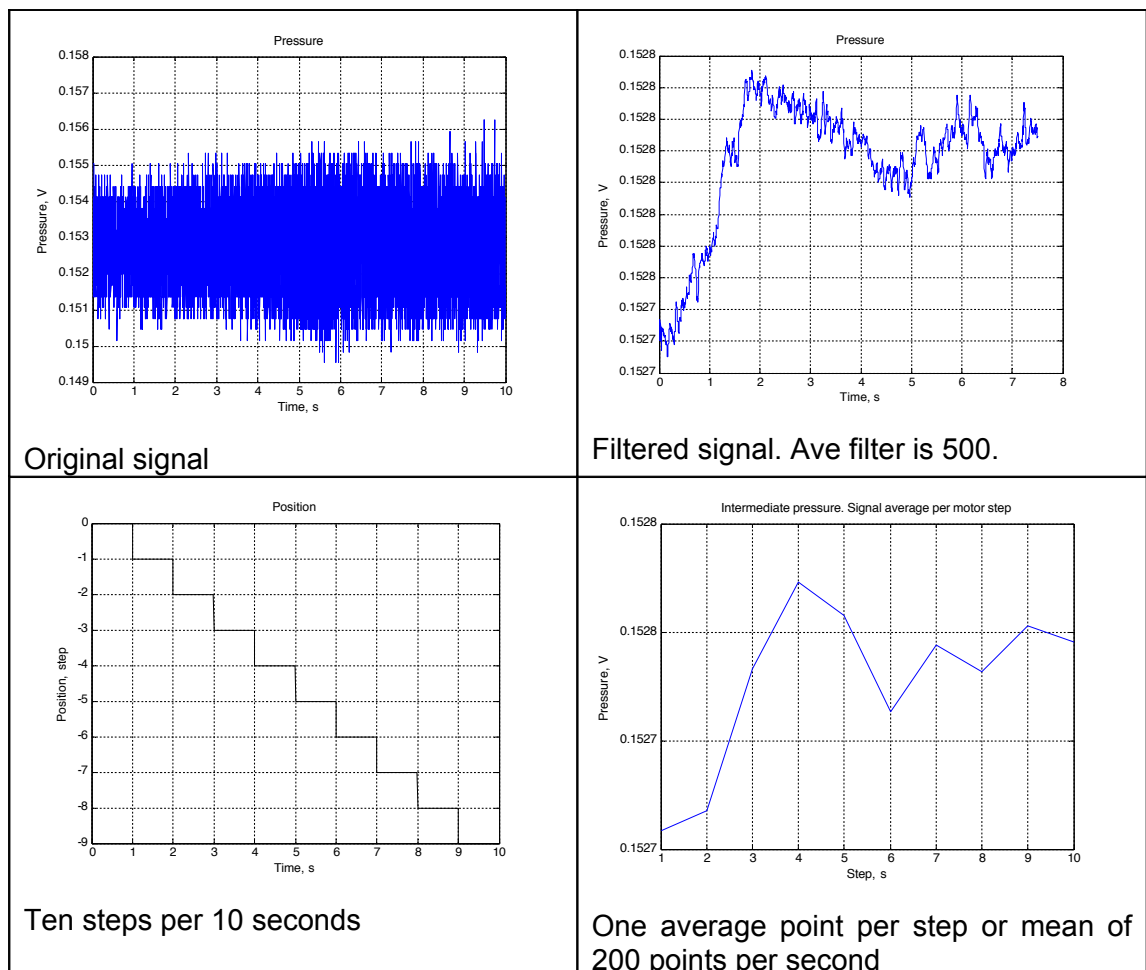 Pressure
0.158
0.157
0.156
0.155
0.154
0.153
0.152
0.151
0.15
0.149
Pressure, V
0 1 2 3 4 5 6 7 8 9 10
Time, s
Original signal
Pressure
0.1528
0.1528
0.1528
0.1528
0.1528
0.1528
0.1528
0.1528
0.1527
0.1527
0.1527
Pressure, V
0 1 2 3 4 5 6 7 8
Time, s
Filtered signal. Ave filter is 500.
Position
0
-1
-2
-3
-4
-5
-6
-7
-8
-9
Position, step
0 1 2 3 4 5 6 7 8 9 10
Time, s
Ten steps per 10 seconds
Intermediate pressure. Signal average per motor step
0.1528
0.1528
0.1527
0.1527
Pressure, V
1 2 3 4 5 6 7 8 9 10
Step, s
One average point per step or mean of
200 points per second